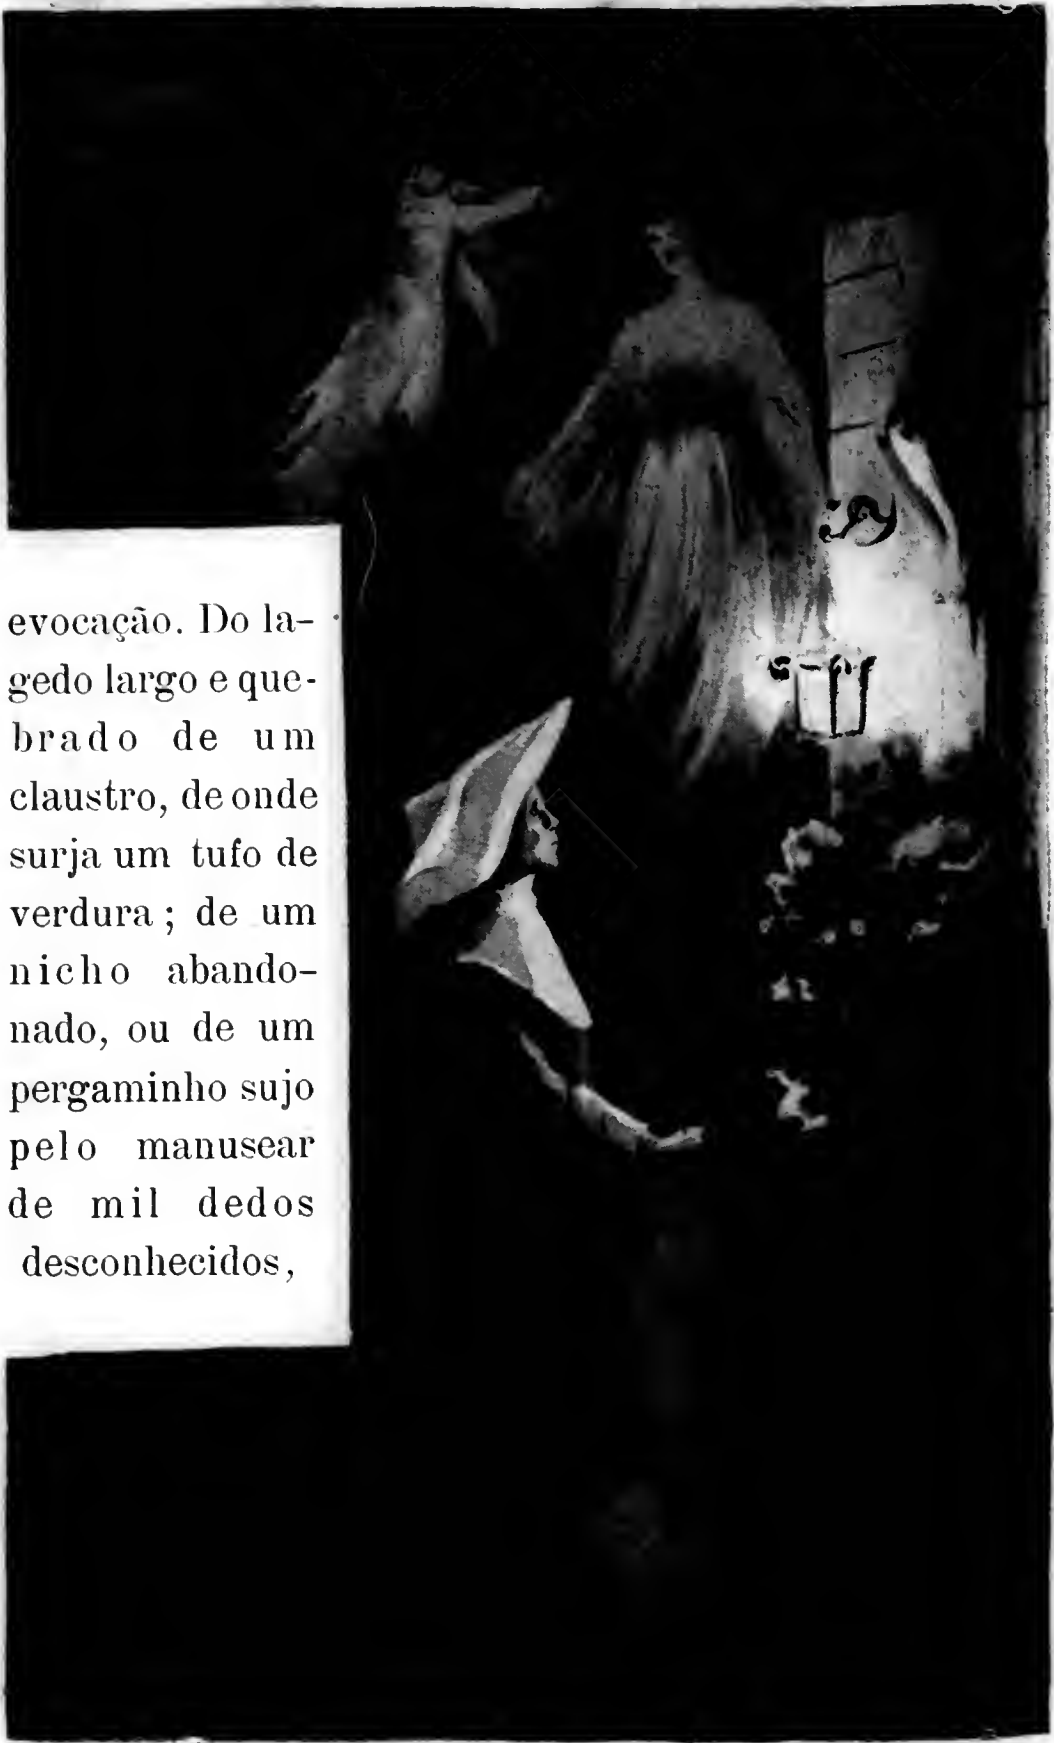 evocação. Do la-
gedo largo e que-
brado de um
claustro, de onde
surja um tufo de
verdura ; de um
nicho abando-
nado, ou de um
pergaminho sujo
pelo manusear
de mil dedos
desconhecidos,